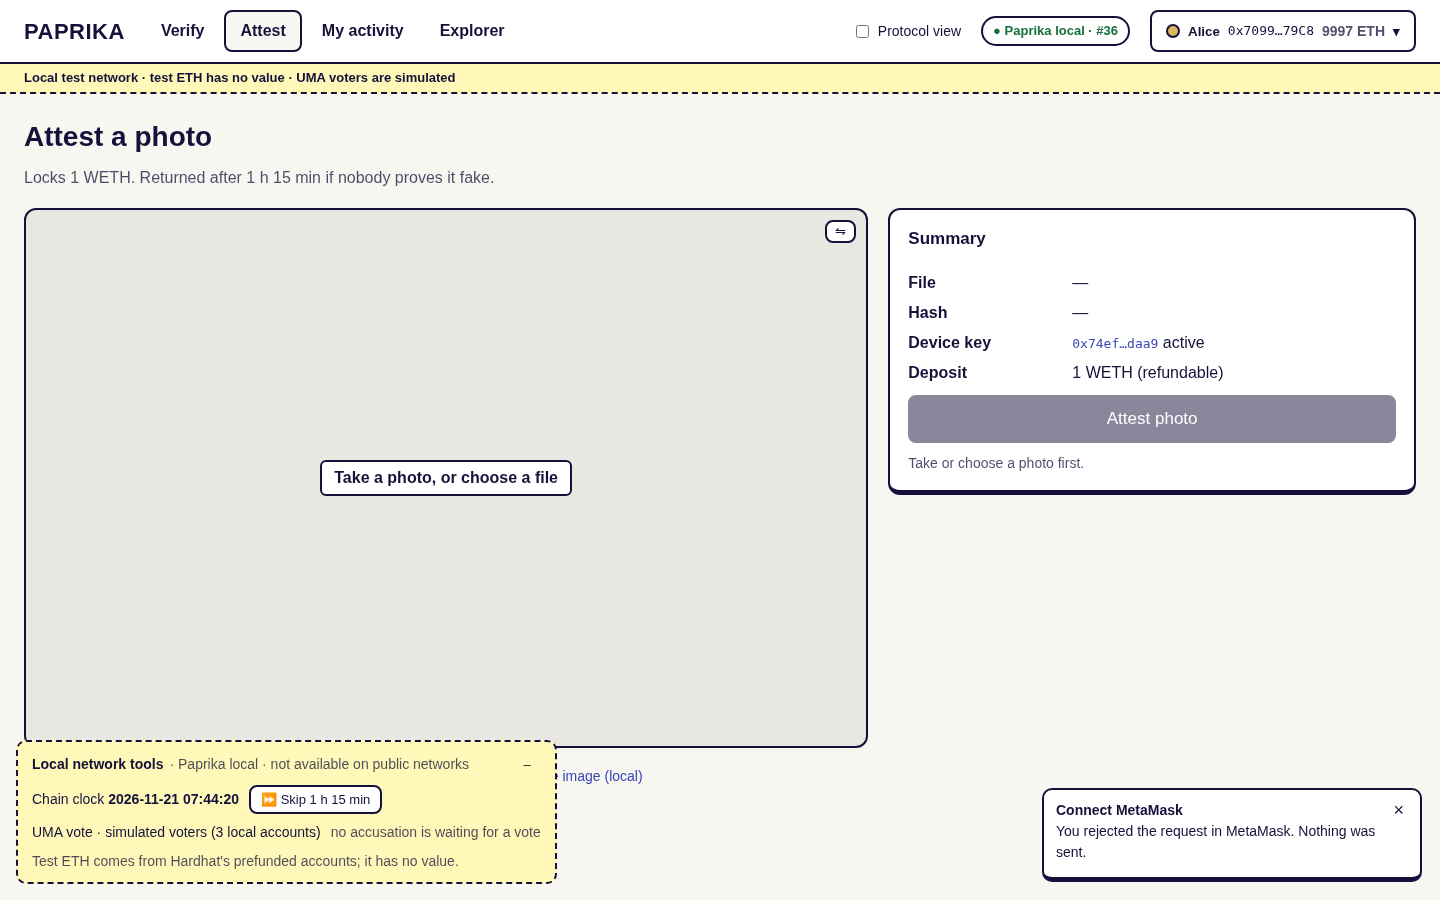 PAPRIKA Verify Attest My activity Explorer Protocol view ● Paprika local · #36 Alice 0x7099…79C8 9997 ETH ▾
Local test network · test ETH has no value · UMA voters are simulated
Attest a photo
Locks 1 WETH. Returned after 1 h 15 min if nobody proves it fake.
⇋
Take a photo, or choose a file
Summary
File —
Hash —
Device key 0x74ef…daa9 active
Deposit 1 WETH (refundable)
Attest photo
Take or choose a photo first.
Local network tools · Paprika local · not available on public networks –
image (local)
Chain clock 2026-11-21 07:44:20 ⏩ Skip 1 h 15 min
UMA vote · simulated voters (3 local accounts) no accusation is waiting for a vote
Test ETH comes from Hardhat's prefunded accounts; it has no value.
Connect MetaMask ×
You rejected the request in MetaMask. Nothing was
sent.